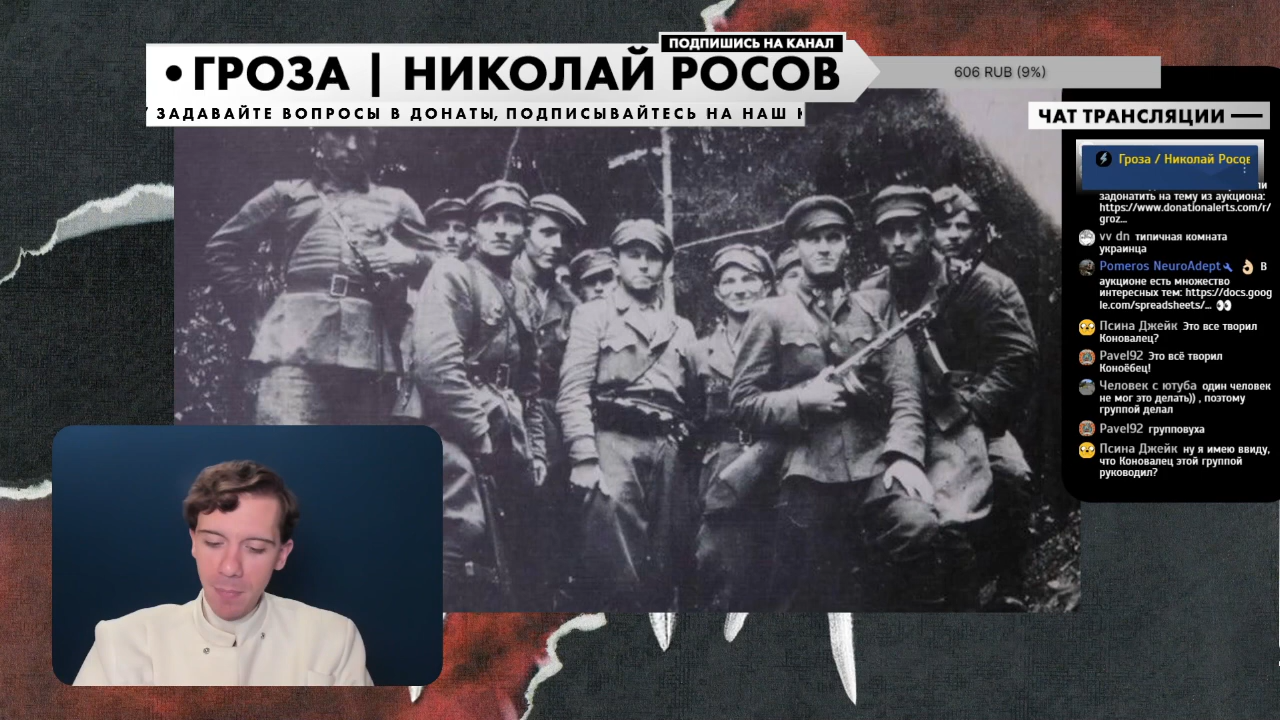 ПОДПИШИСЬ НА КАНАЛ
• ГРОЗА | НИКОЛАЙ РОСОВ
606 RUB (9%)
ЗАДАВАЙТЕ ВОПРОСЫ В ДОНАТЫ, ПОДПИСЫВАЙТЕСЬ НА НАШ
ЧАТ ТРАНСЛЯЦИИ
Гроза / Николай Росов
задонатить на тему из аукциона:
https://www.donationalerts.com/r/
groz...
vv dn типичная комната
украинца
Pomeros NeuroAdept 👌🏻 В
аукционе есть множество
интересных тем: https://docs.goog
le.com/spreadsheets/... 👀
Псина Джейк Это все творил
Коновалец?
Pavel92 Это всё творил
Коноёбец!
Человек с ютуба один человек
не мог это делать)) , поэтому
группой делал
Pavel92 групповуха
Псина Джейк ну я имею ввиду,
что Коновалец этой группой
руководил?